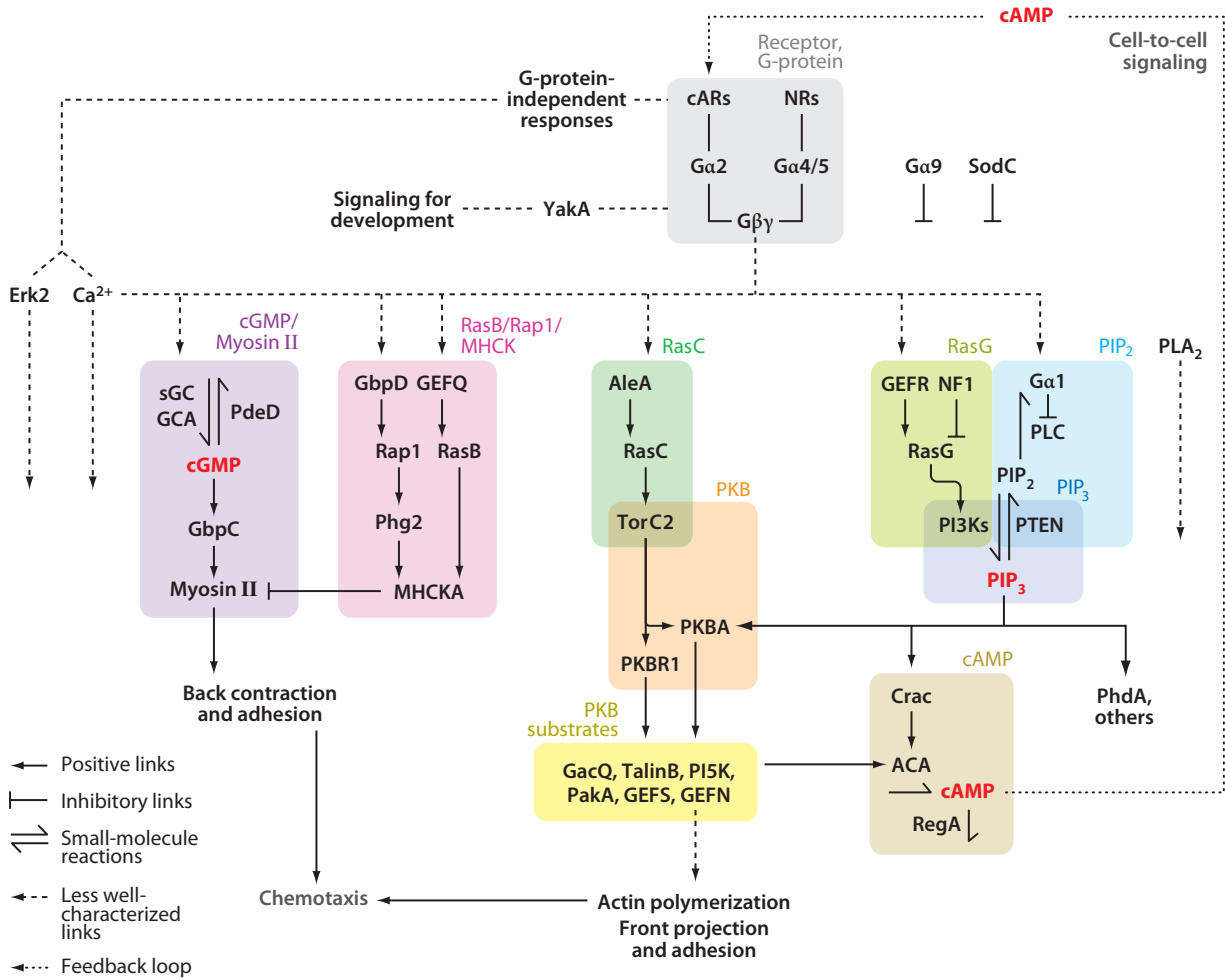 cAMP
Cell-to-cell
signaling
Receptor,
G-protein
G-protein-
independent
responses
cARs NRs
Gα2 Gα4/5
Gα9 SodC
Signaling for
development
YakA
Gβγ
Erk2 Ca²⁺
cGMP/
Myosin II
RasB/Rap1/
MHCK
RasC
RasG
PIP₂
PLA₂
sGC
GCA
PdeD
cGMP
GbpC
Myosin II
GbpD GEFQ
Rap1 RasB
Phg2
MHCKA
AleA
RasC
PKB
TorC2
PKBA
PKBR1
GEFR NF1
RasG
PI3Ks
Gα1
PLC
PIP₂
PIP₃
PTEN
PIP₃
Back contraction
and adhesion
PKB
substrates
GacQ, TalinB, PI5K,
PakA, GEFS, GEFN
cAMP
Crac
ACA
cAMP
RegA
PhdA,
others
Positive links
Inhibitory links
Small-molecule
reactions
Less well-
characterized
links
Feedback loop
Chemotaxis
Actin polymerization
Front projection
and adhesion